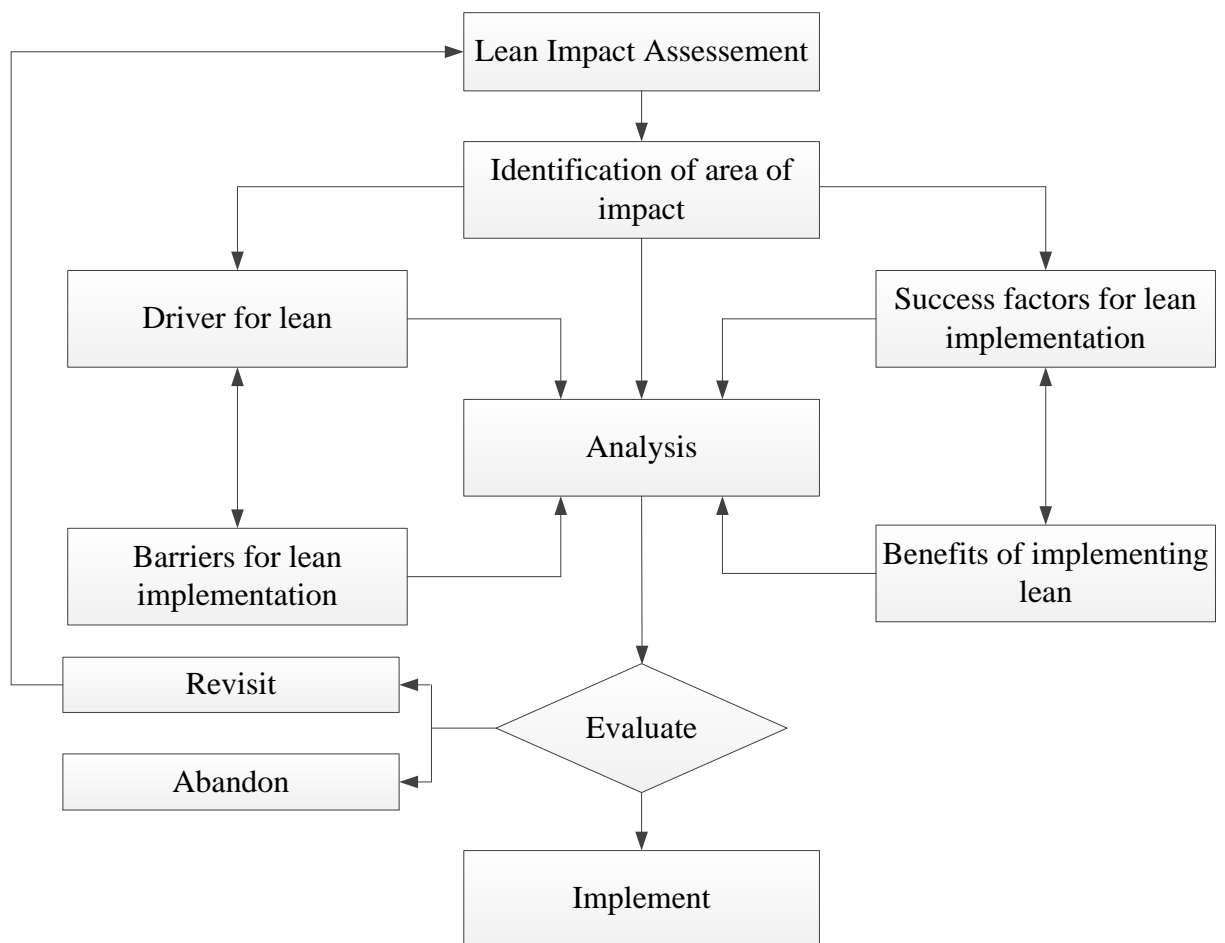 Lean Impact Assessement
Identification of area of
impact
Driver for lean
Success factors for lean
implementation
Analysis
Barriers for lean
implementation
Benefits of implementing
lean
Revisit
Evaluate
Abandon
Implement